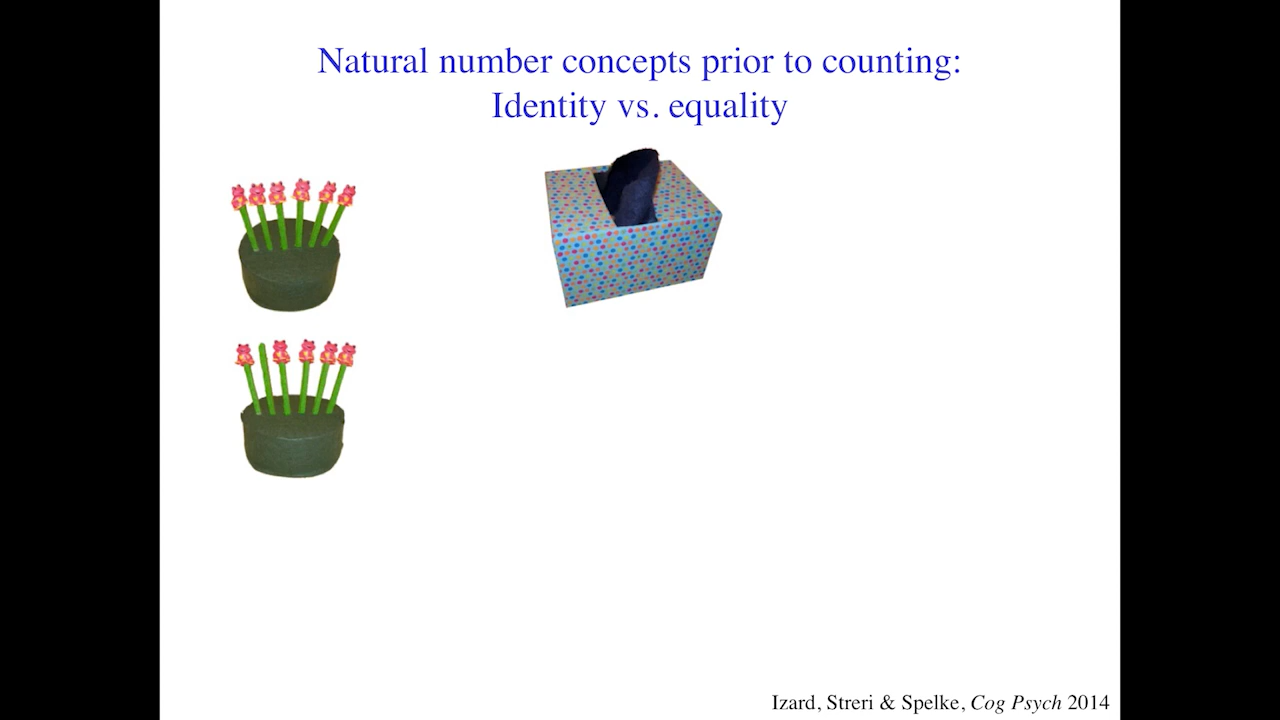 Natural number concepts prior to counting:
Identity vs. equality
Izard, Streri & Spelke, Cog Psych 2014